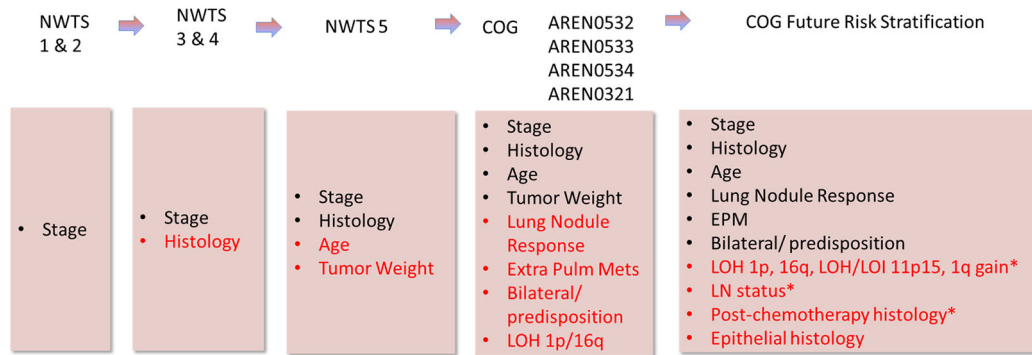 NWTS
1 & 2
NWTS
3 & 4
NWTS 5
COG
AREN0532
AREN0533
AREN0534
AREN0321
COG Future Risk Stratification
• Stage
• Stage
• Histology
• Stage
• Histology
• Age
• Tumor Weight
• Stage
• Histology
• Age
• Tumor Weight
• Lung Nodule
Response
• Extra Pulm Mets
• Bilateral/
predisposition
• LOH 1p/16q
• Stage
• Histology
• Age
• Lung Nodule Response
• EPM
• Bilateral/ predisposition
• LOH 1p, 16q, LOH/LOI 11p15, 1q gain*
• LN status*
• Post-chemotherapy histology*
• Epithelial histology